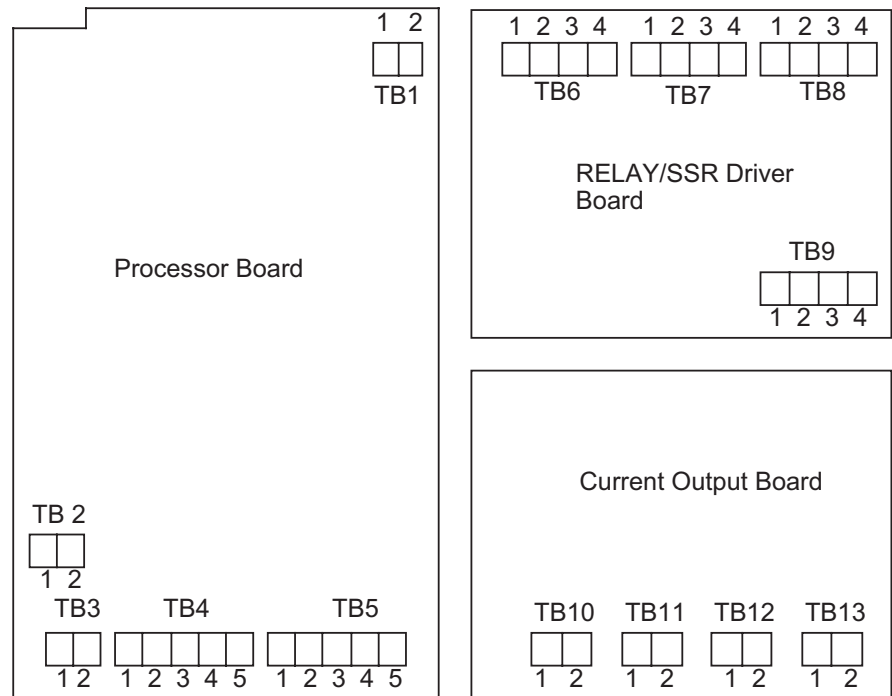 1 2
TB1
Processor Board
TB 2
1 2
TB3 TB4 TB5
1 2 1 2 3 4 5 1 2 3 4 5
1 2 3 4 1 2 3 4 1 2 3 4
TB6 TB7 TB8
RELAY/SSR Driver
Board
TB9
1 2 3 4
Current Output Board
TB10 TB11 TB12 TB13
1 2 1 2 1 2 1 2